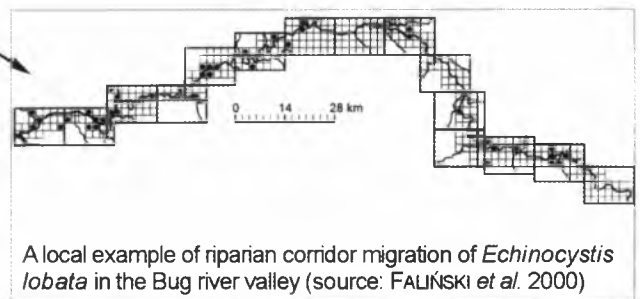 0 14 28 km
A local example of riparian corridor migration of Echinocystis
lobata in the Bug river valley (source: FALIŃSKI et al. 2000)